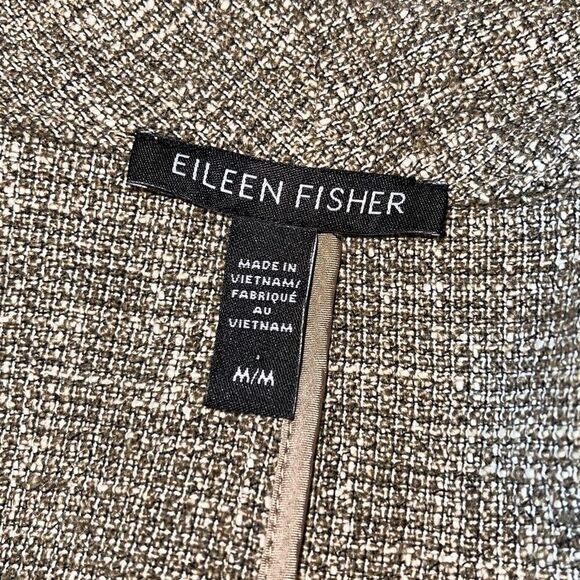 EILEEN FISHER
MADE IN
VIETNAM/
FABRIQUÉ
AU
VIETNAM
M/M